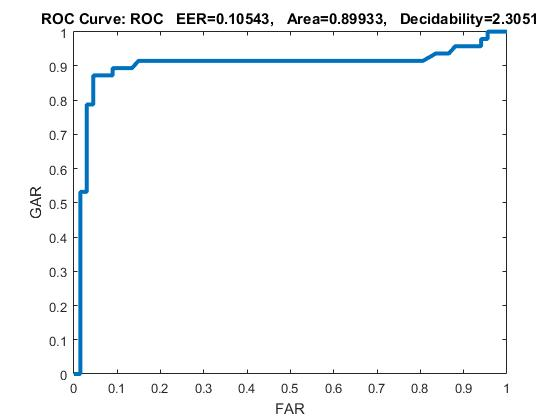 ROC Curve: ROC   EER=0.10543,   Area=0.89933,   Decidability=2.3051
1
0.9
0.8
0.7
0.6
0.5
0.4
0.3
0.2
0.1
0
GAR
0 0.1 0.2 0.3 0.4 0.5 0.6 0.7 0.8 0.9 1
FAR